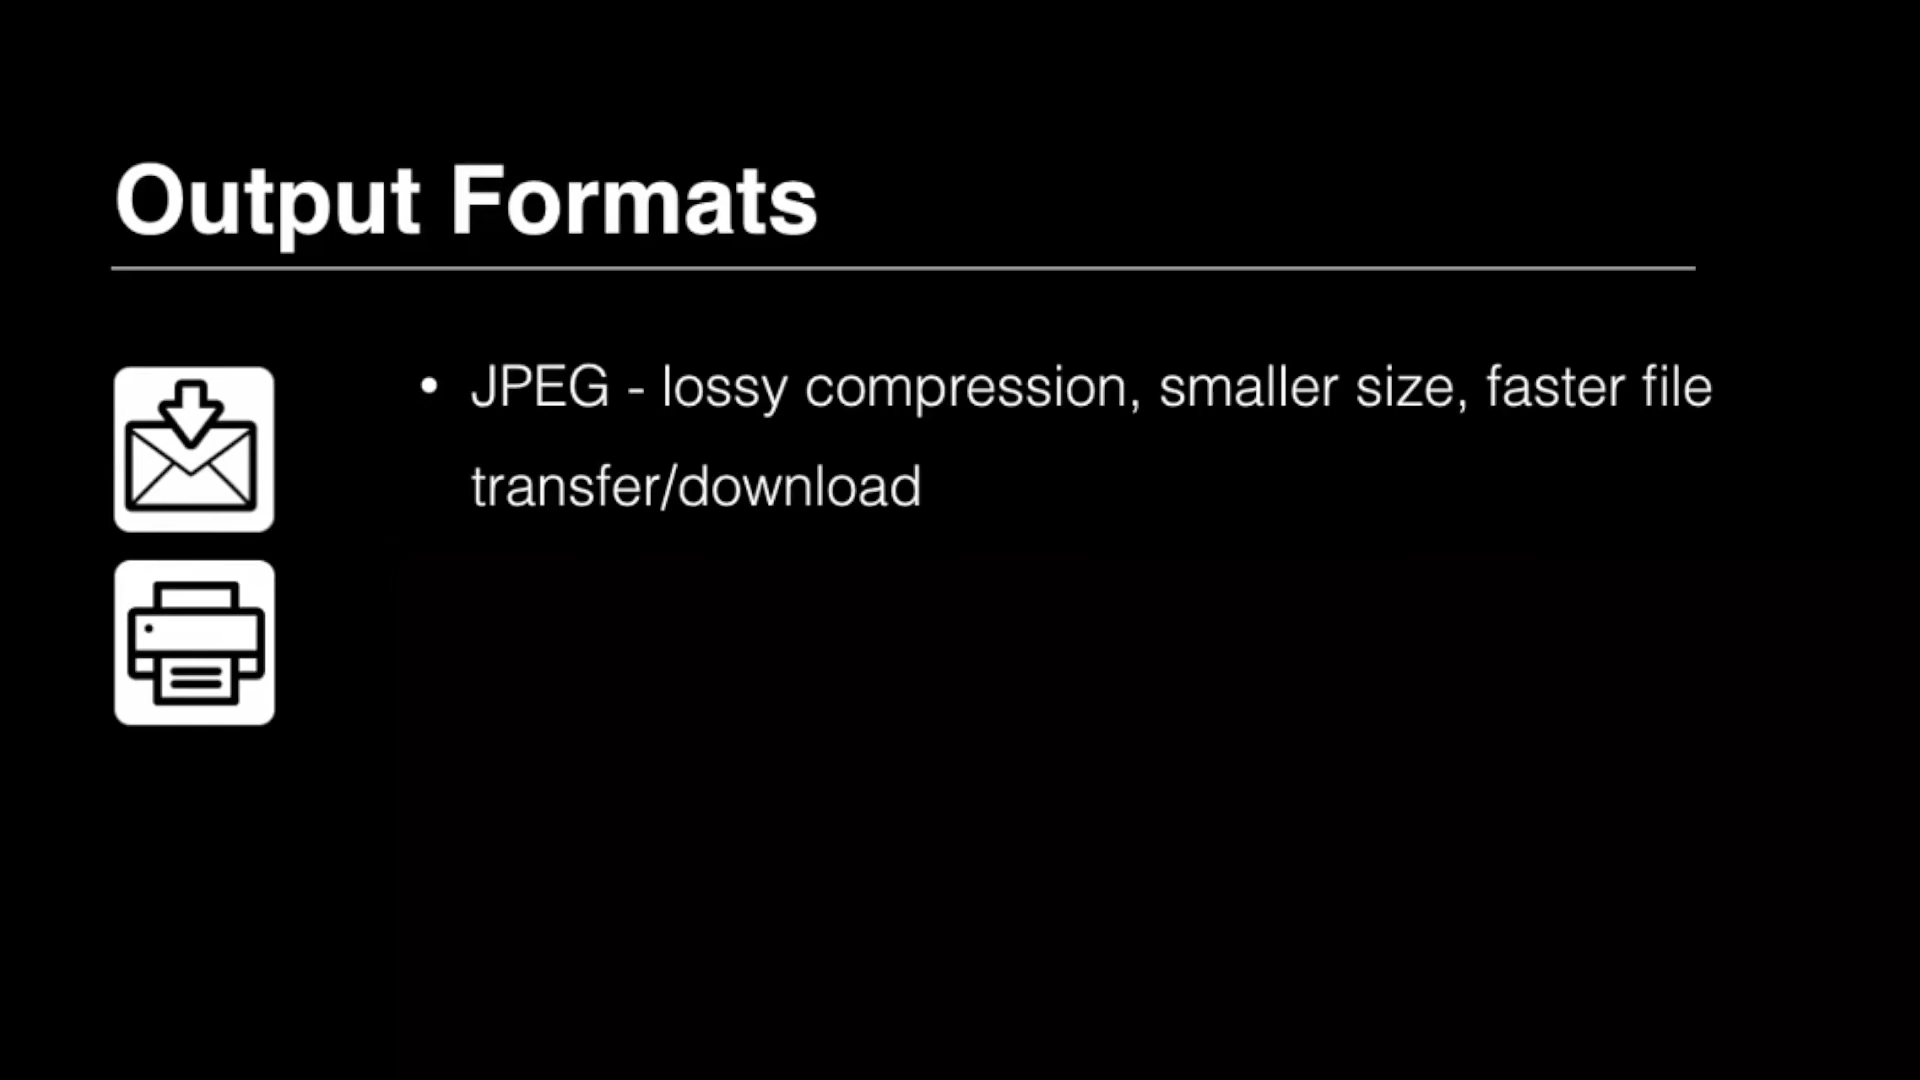 Output Formats
• JPEG - lossy compression, smaller size, faster file
transfer/download